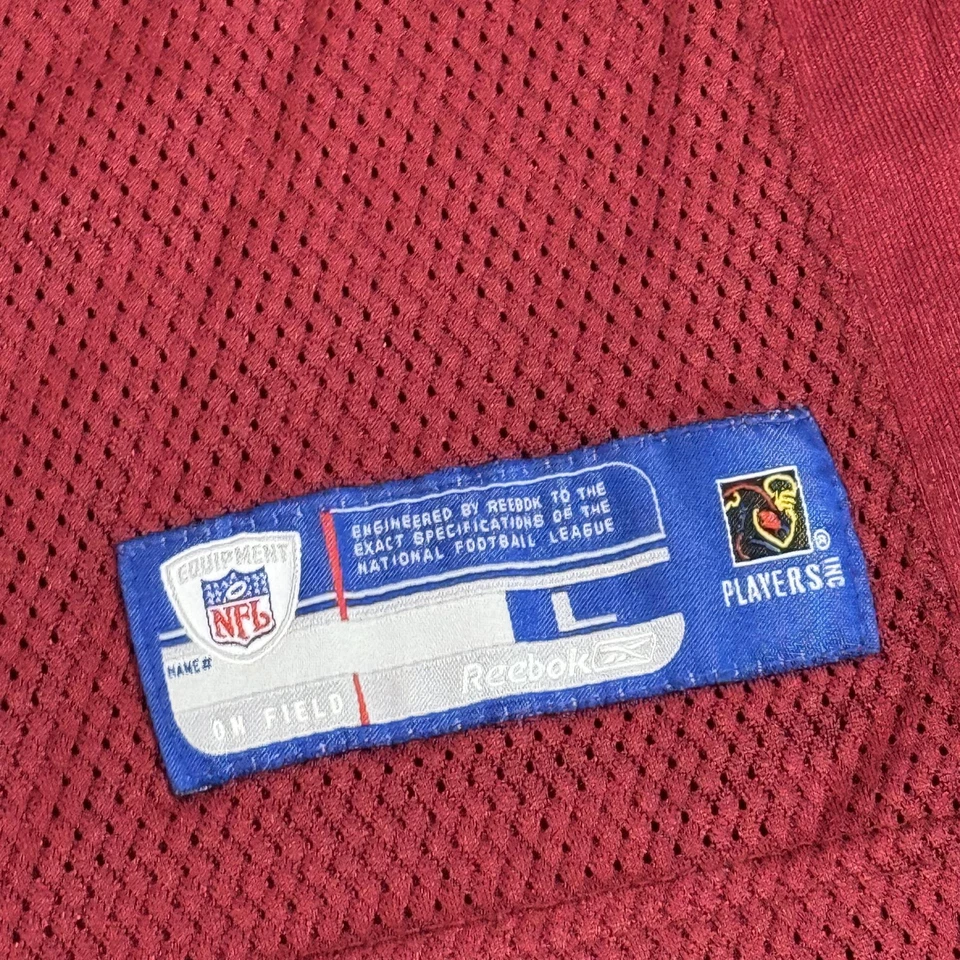 EQUIPMENT
NFL
ENGINEERED BY REEBOK TO THE
EXACT SPECIFICATIONS OF THE
NATIONAL FOOTBALL LEAGUE
NAME#
L
Reebok
ON FIELD
PLAYERS INC ®